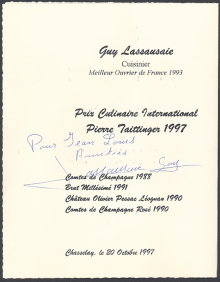 Guy Lassausaie
Cuisinier
Meilleur Ouvrier de France 1993
Prix Culinaire International
Pierre Taittinger 1997
Pour Jean Louis
Amitiés
Lassausaie Guy
Comtes de Champagne 1988
Brut Millésimé 1991
Château Olivier Pessac Léognan 1990
Comtes de Champagne Rosé 1990
Chasselay, le 20 Octobre 1997